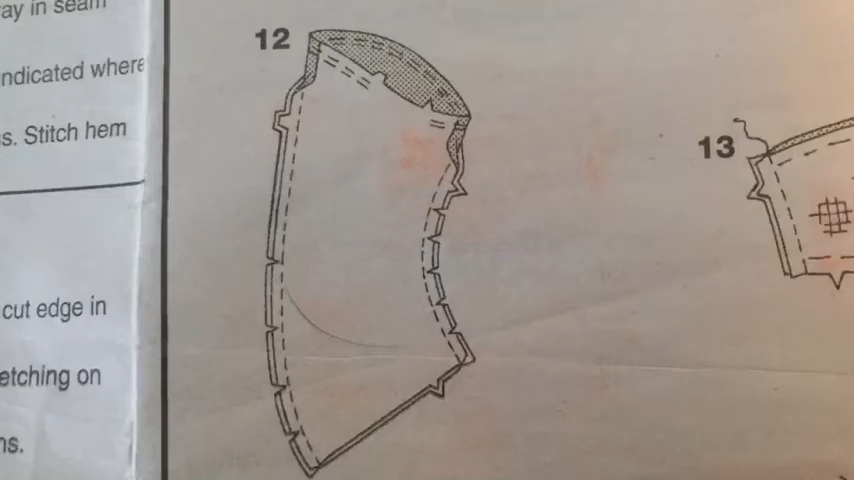 ay in seam
ndicated where
s. Stitch hem
cut edge in
etching on
ns.
12
13